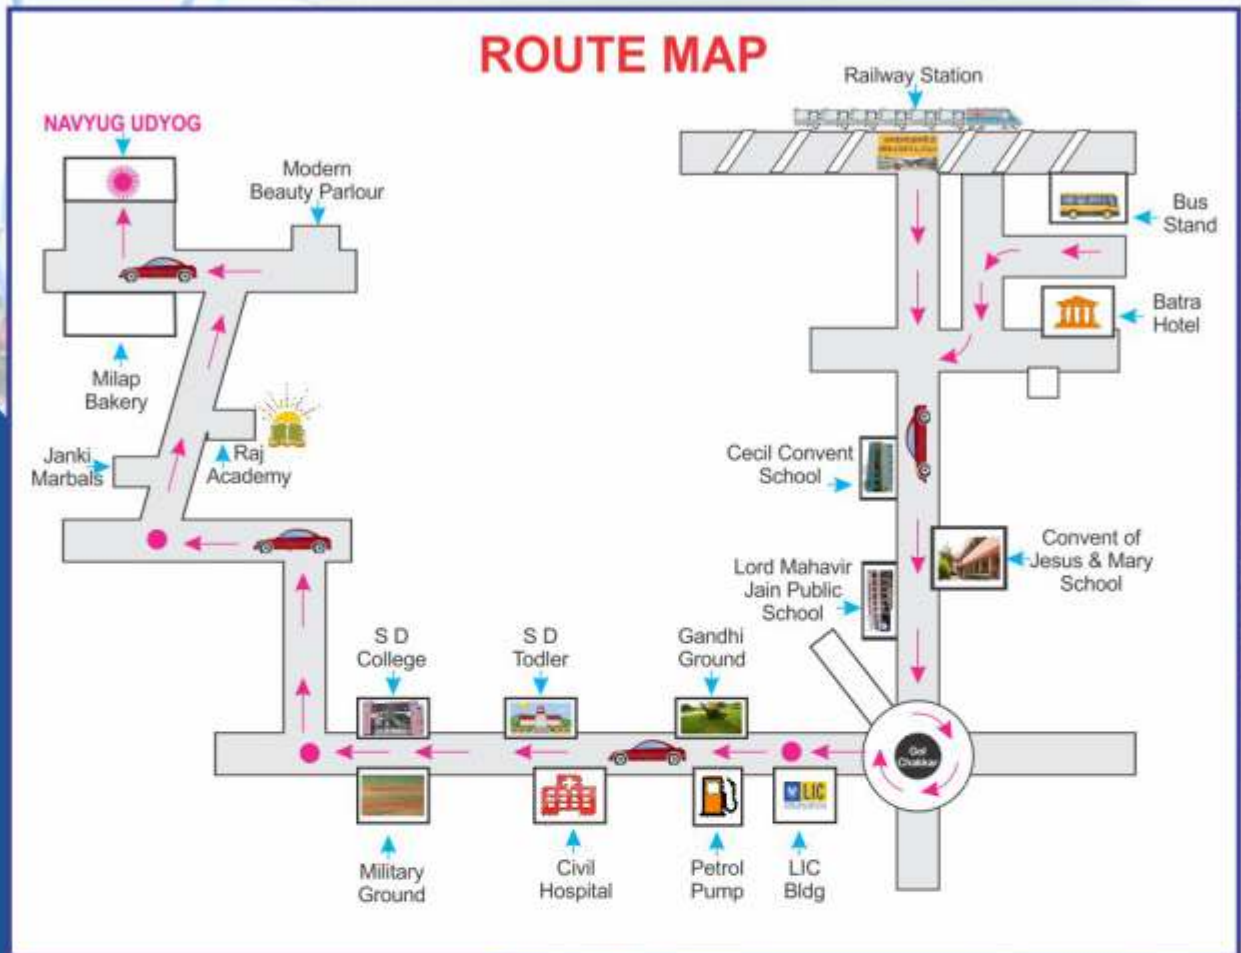 ROUTE MAP
Railway Station
NAVYUG UDYOG
Modern
Beauty Parlour
Bus
Stand
Batra
Hotel
Milap
Bakery
Janki
Marbals
Raj
Academy
Cecil Convent
School
Convent of
Jesus & Mary
School
Lord Mahavir
Jain Public
School
S D
College
S D
Todler
Gandhi
Ground
Gol
Chakkar
LIC
Military
Ground
Civil
Hospital
Petrol
Pump
LIC
Bldg